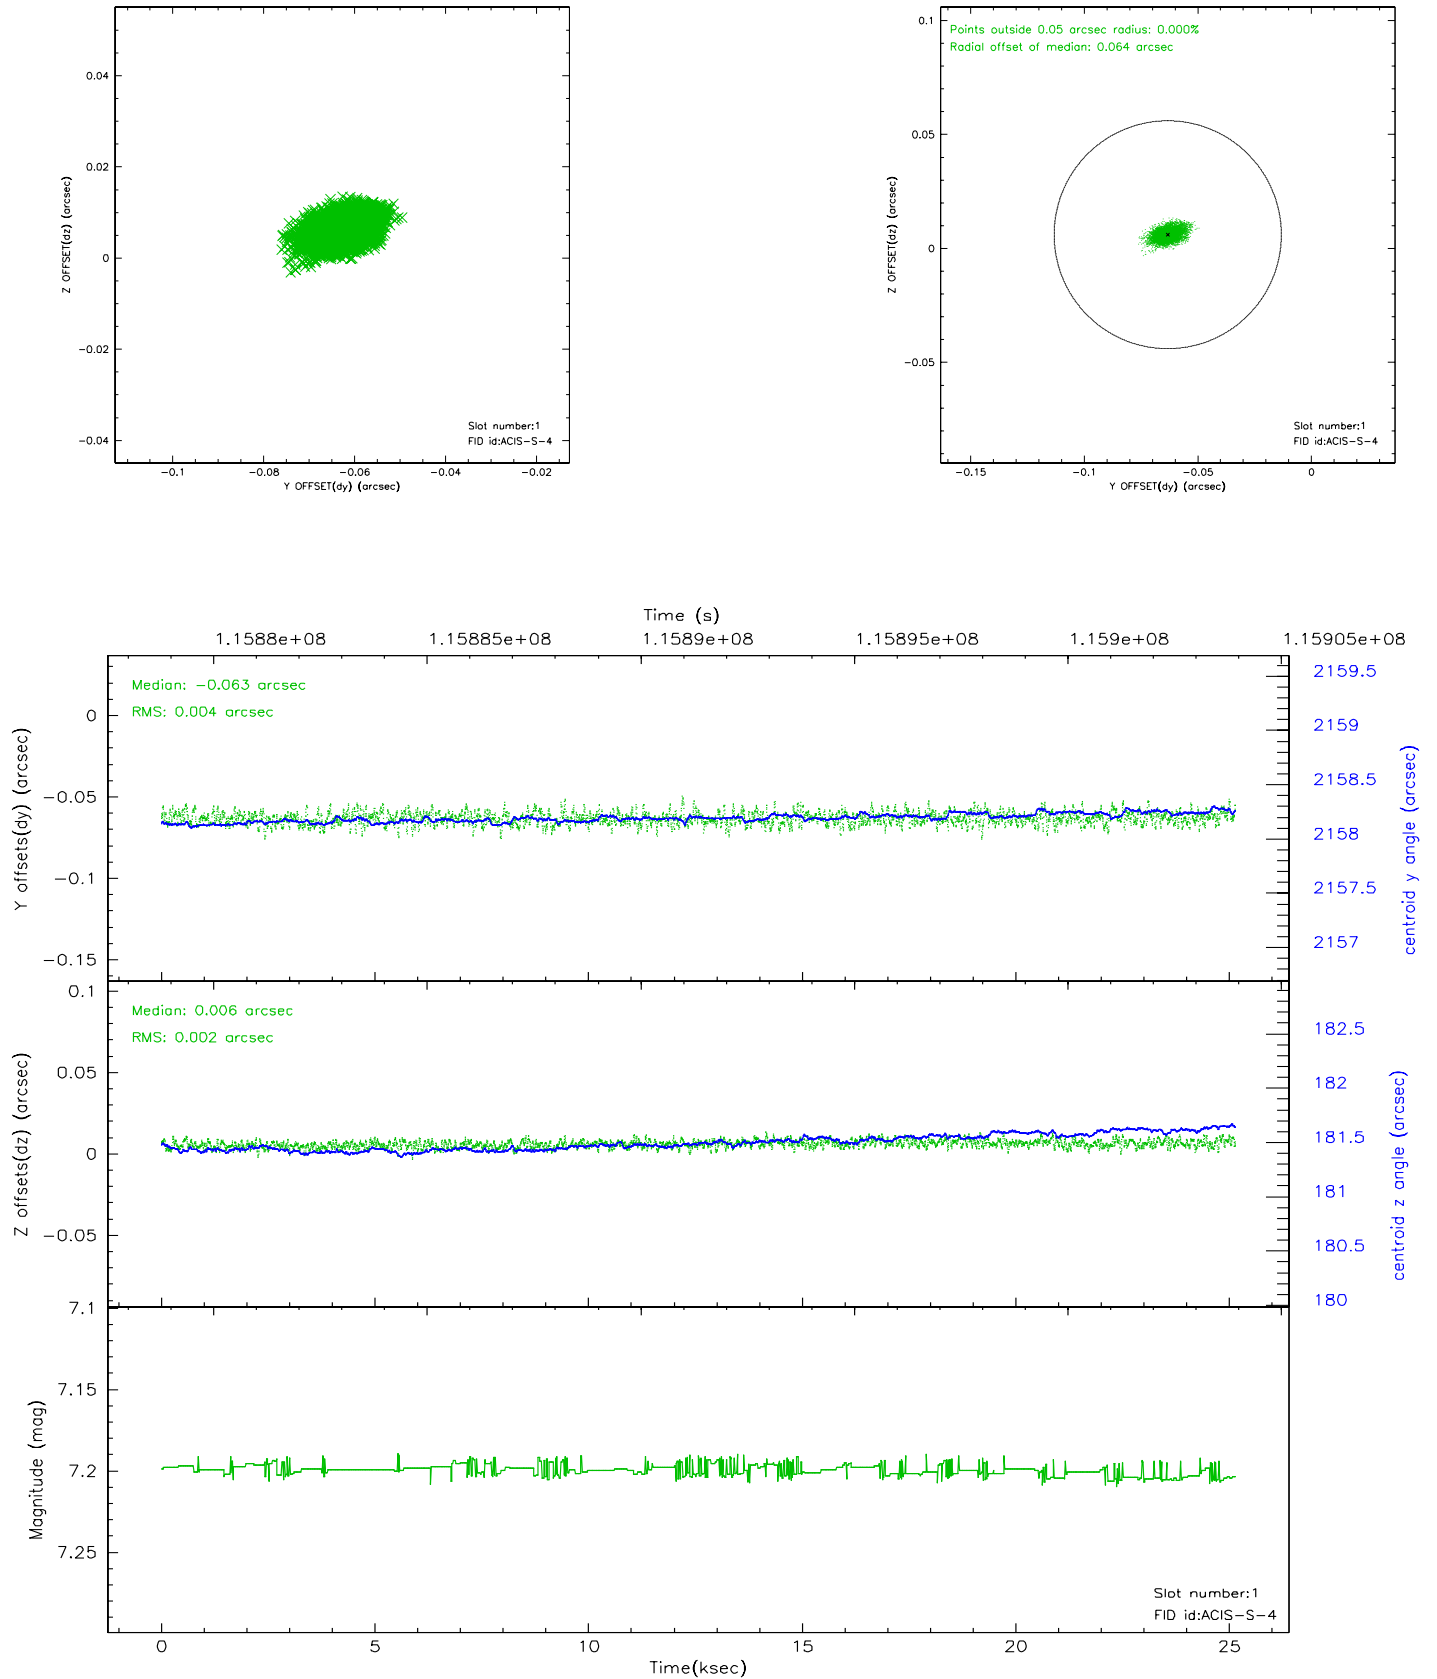 0.04
0.02
0
−0.02
−0.04
Z OFFSET(dz) (arcsec)
Slot number:1
FID id:ACIS−S−4
−0.1 −0.08 −0.06 −0.04 −0.02
Y OFFSET(dy) (arcsec)
Points outside 0.05 arcsec radius: 0.000%
Radial offset of median: 0.064 arcsec
0.1
0.05
0
−0.05
Z OFFSET(dz) (arcsec)
Slot number:1
FID id:ACIS−S−4
−0.15 −0.1 −0.05 0
Y OFFSET(dy) (arcsec)
Time (s)
1.1588e+08 1.15885e+08 1.1589e+08 1.15895e+08 1.159e+08 1.15905e+08
Median: −0.063 arcsec
RMS: 0.004 arcsec
0
−0.05
−0.1
−0.15
Y offsets(dy) (arcsec)
2159.5
2159
2158.5
2158
2157.5
2157
centroid y angle (arcsec)
Median: 0.006 arcsec
RMS: 0.002 arcsec
0.1
0.05
0
−0.05
Z offsets(dz) (arcsec)
182.5
182
181.5
181
180.5
180
centroid z angle (arcsec)
7.1
7.15
7.2
7.25
Magnitude (mag)
Slot number:1
FID id:ACIS−S−4
0 5 10 15 20 25
Time(ksec)